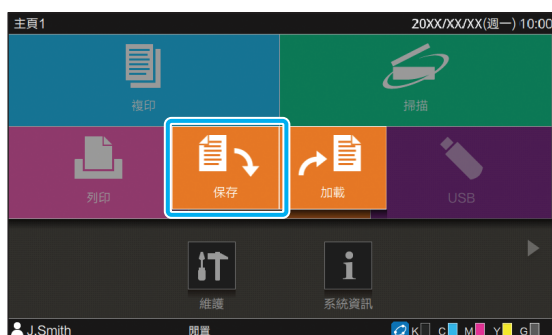 主頁1 20XX/XX/XX(週一) 10:00
複印 掃描
列印 保存 加載 USB
維護 系統資訊
J.Smith 閒置 K C M Y G